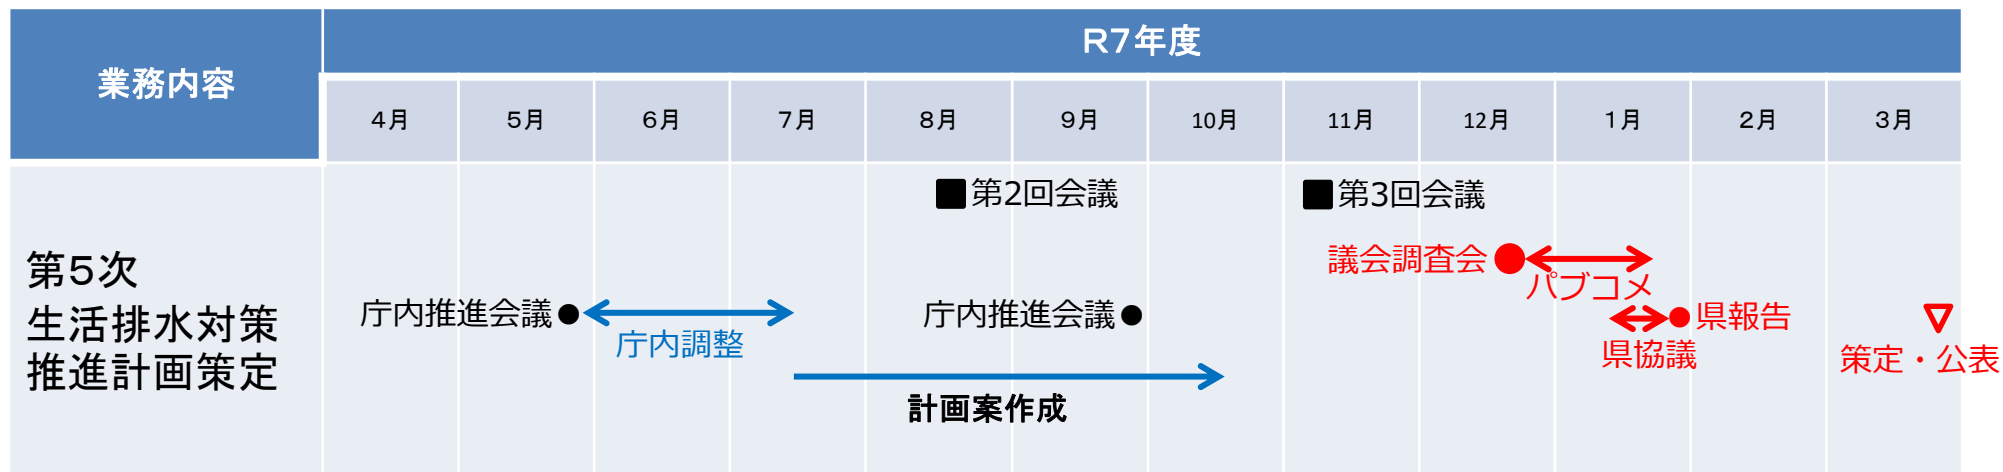 業務内容
R7年度
4月
5月
6月
7月
8月
9月
10月
11月
12月
1月
2月
3月
第5次
生活排水対策
推進計画策定
第2回会議
第3回会議
議会調査会
パブコメ
庁内推進会議
庁内調整
庁内推進会議
県報告
県協議
策定・公表
計画案作成